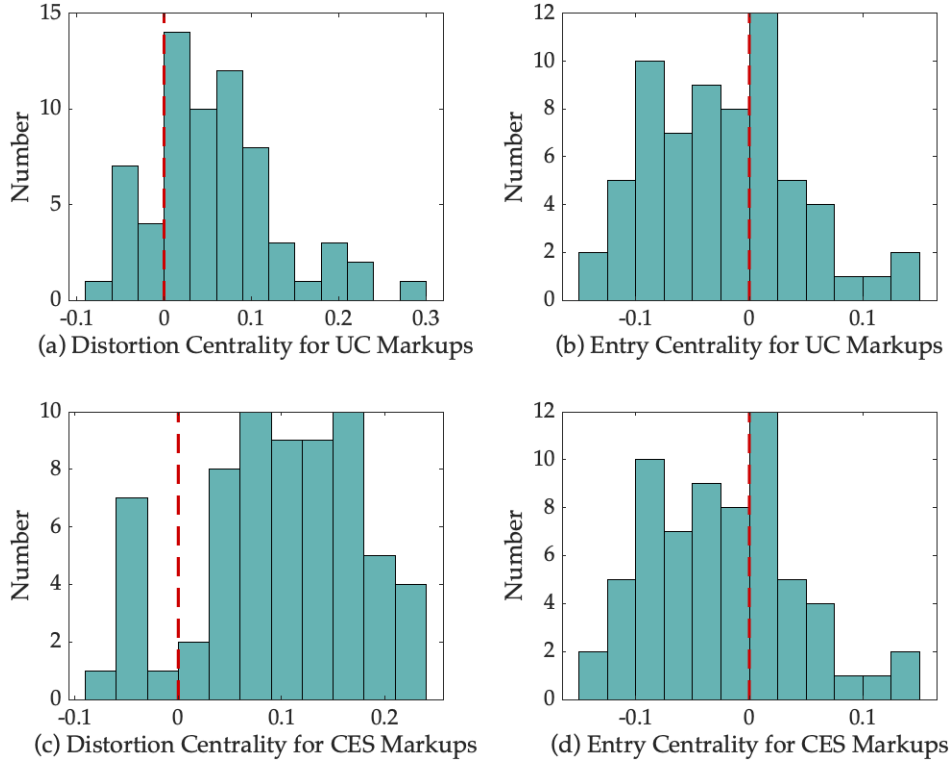 15
10
5
0
Number
-0.1 0 0.1 0.2 0.3
(a) Distortion Centrality for UC Markups
12
10
8
6
4
2
0
Number
-0.1 0 0.1
(b) Entry Centrality for UC Markups
10
8
6
4
2
0
Number
-0.1 0 0.1 0.2
(c) Distortion Centrality for CES Markups
12
10
8
6
4
2
0
Number
-0.1 0 0.1
(d) Entry Centrality for CES Markups